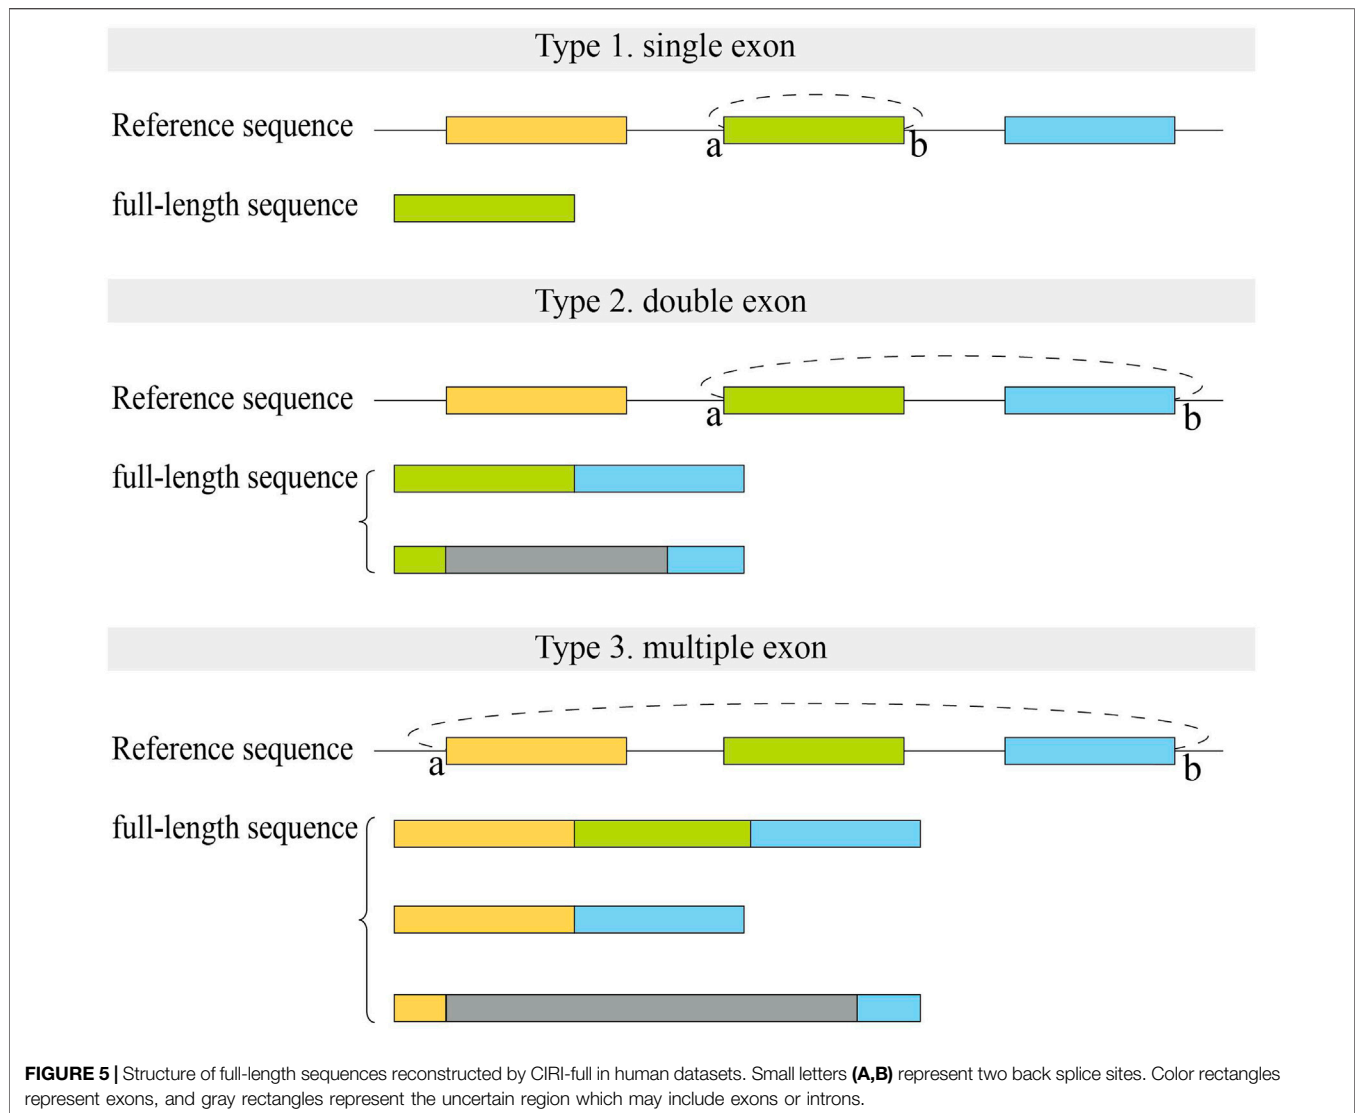 Type 1. single exon
Reference sequence
a
b
full-length sequence
Type 2. double exon
Reference sequence
a
b
full-length sequence
Type 3. multiple exon
Reference sequence
a
b
full-length sequence
FIGURE 5 | Structure of full-length sequences reconstructed by CIRI-full in human datasets. Small letters (A,B) represent two back splice sites. Color rectangles
represent exons, and gray rectangles represent the uncertain region which may include exons or introns.